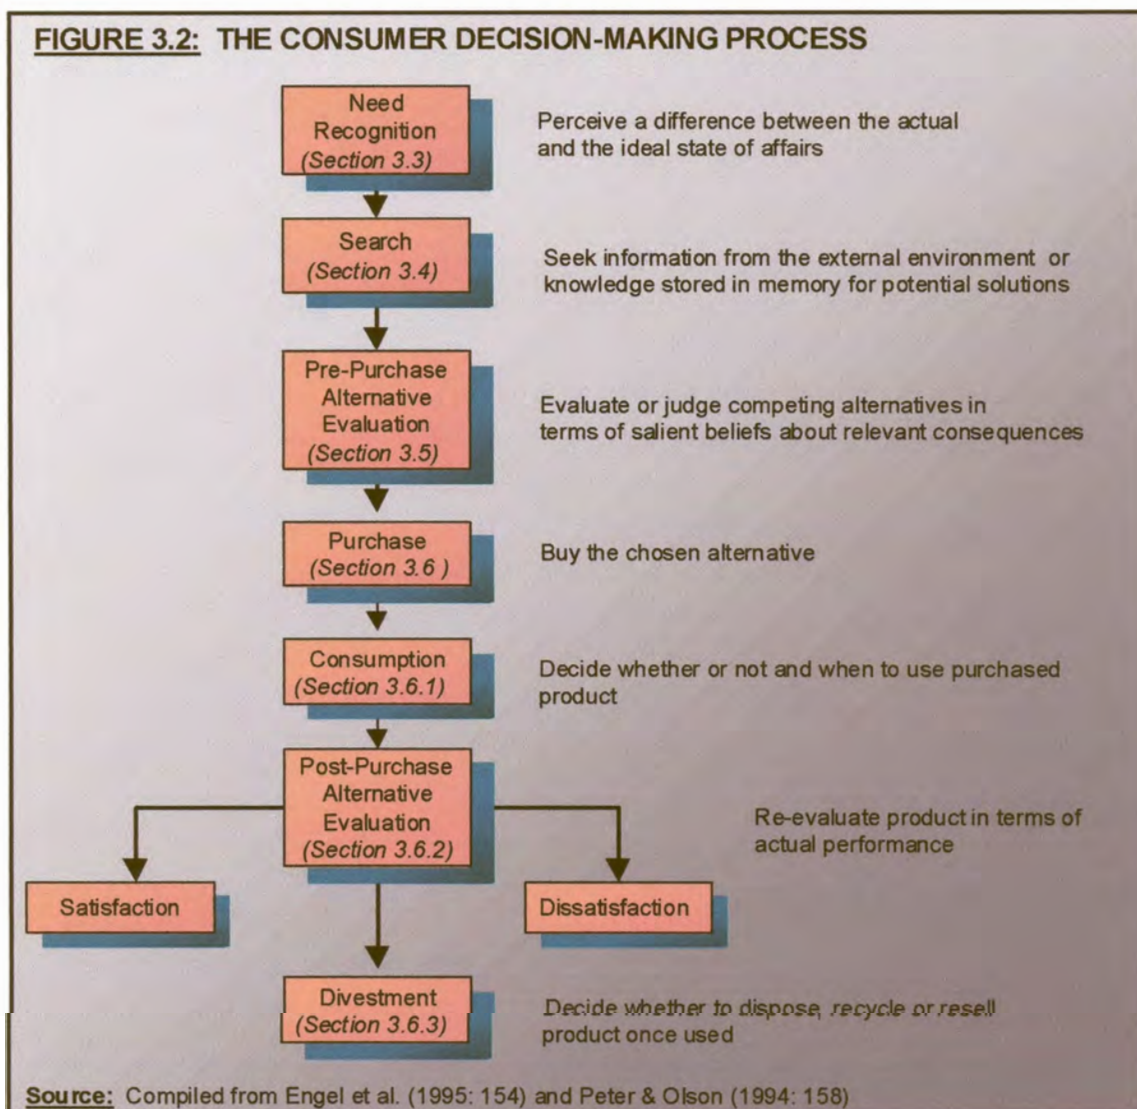 FIGURE 3.2: THE CONSUMER DECISION-MAKING PROCESS
Need
Recognition
(Section 3.3)
Perceive a difference between the actual
and the ideal state of affairs
Search
(Section 3.4)
Seek information from the external environment or
knowledge stored in memory for potential solutions
Pre-Purchase
Alternative
Evaluation
(Section 3.5)
Evaluate or judge competing alternatives in
terms of salient beliefs about relevant consequences
Purchase
(Section 3.6 )
Buy the chosen alternative
Consumption
(Section 3.6.1)
Decide whether or not and when to use purchased
product
Post-Purchase
Alternative
Evaluation
(Section 3.6.2)
Re-evaluate product in terms of
actual performance
Satisfaction
Dissatisfaction
Divestment
(Section 3.6.3)
Decide whether to dispose, recycle or resell
product once used
Source: Compiled from Engel et al. (1995: 154) and Peter & Olson (1994: 158)